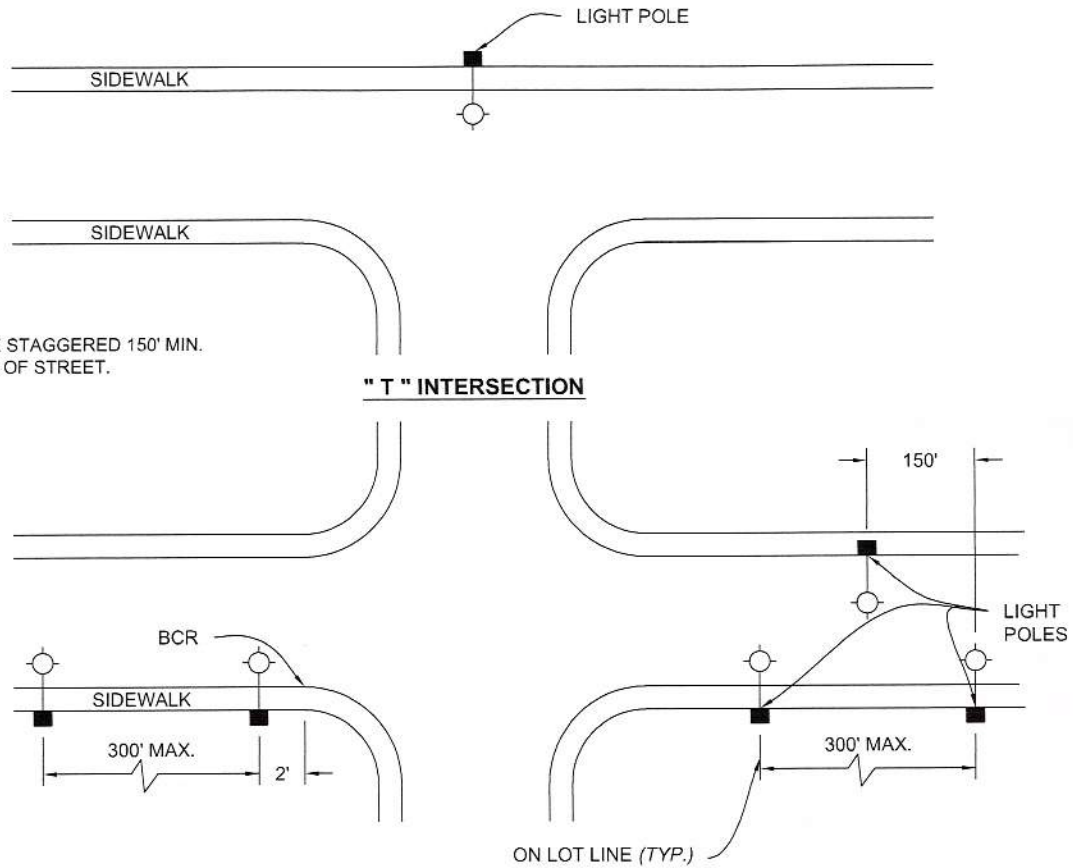 LIGHT POLE
SIDEWALK
SIDEWALK
STAGGERED 150' MIN.
OF STREET.
" T " INTERSECTION
150'
LIGHT
POLES
BCR
SIDEWALK
300' MAX.
2'
300' MAX.
ON LOT LINE (TYP.)